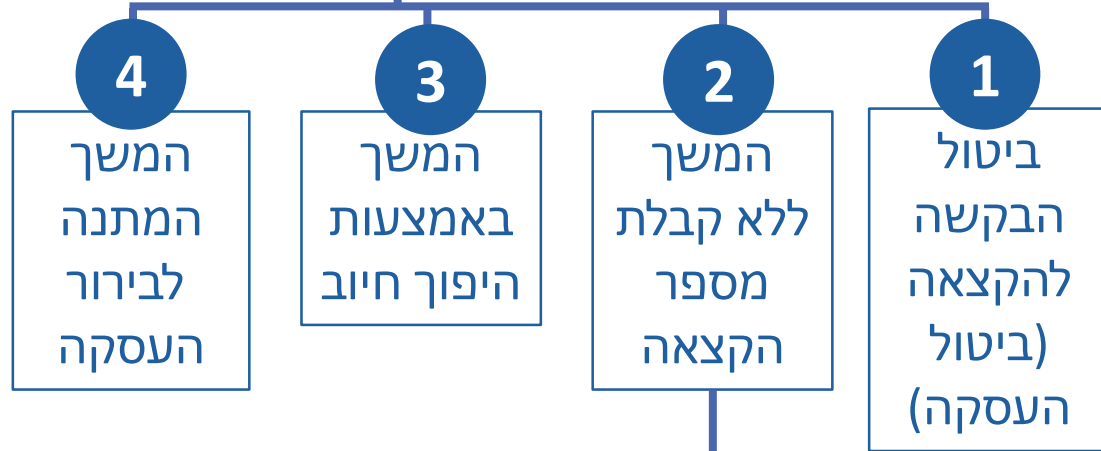 1
ביטול
הבקשה
להקצאה
(ביטול
העסקה)
2
המשך
ללא קבלת
מספר
הקצאה
3
המשך
באמצעות
היפוך חיוב
4
המשך
המתנה
לבירור
העסקה